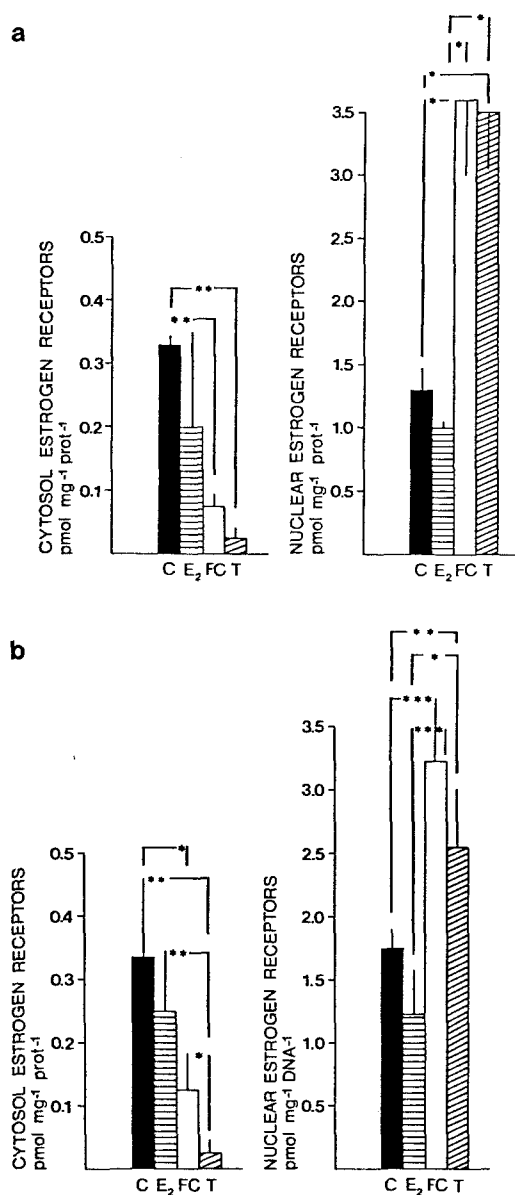 a
CYTOSOL ESTROGEN RECEPTORS
pmol mg⁻¹ prot⁻¹
0.5
0.4
0.3
0.2
0.1
**
**
C E₂ FC T
NUCLEAR ESTROGEN RECEPTORS
pmol mg⁻¹ prot⁻¹
3.5
3.0
2.5
2.0
1.5
1.0
0.5
*
*
*
*
C E₂ FC T
b
CYTOSOL ESTROGEN RECEPTORS
pmol mg⁻¹ prot⁻¹
0.5
0.4
0.3
0.2
0.1
*
**
**
*
C E₂ FC T
NUCLEAR ESTROGEN RECEPTORS
pmol mg⁻¹ DNA⁻¹
3.5
3.0
2.5
2.0
1.5
1.0
0.5
**
*
***
***
C E₂ FC T